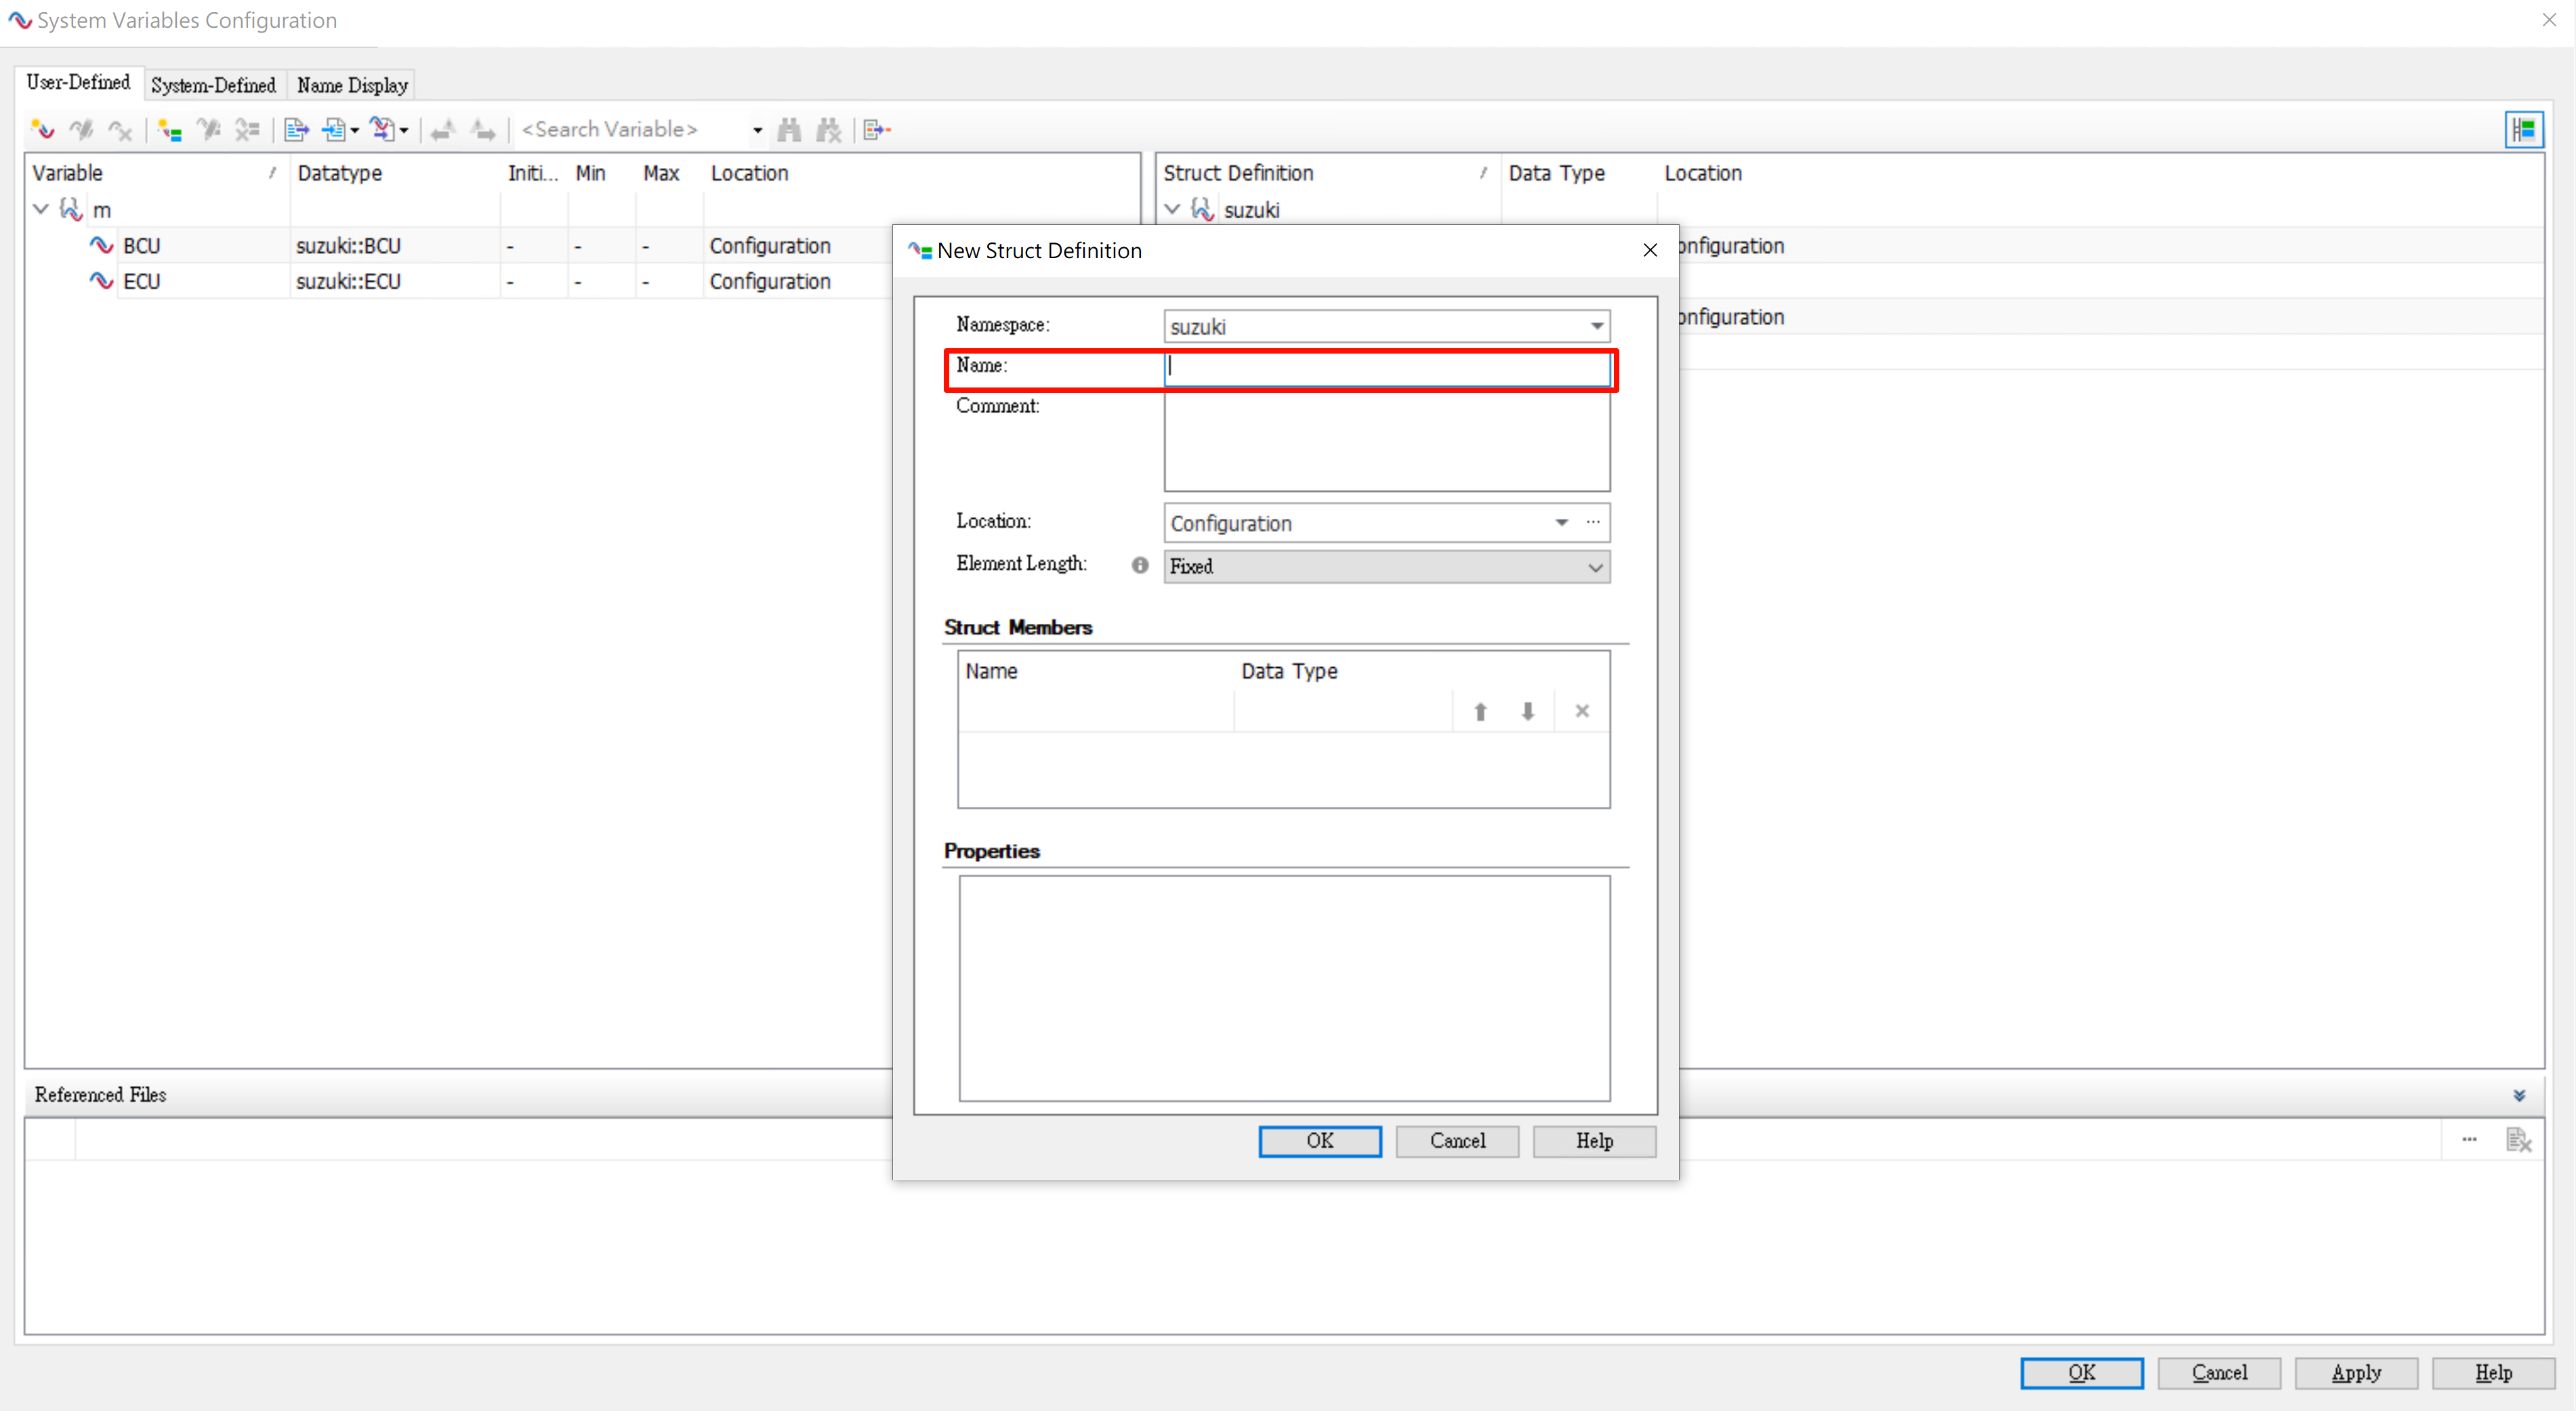 System Variables Configuration
User-Defined System-Defined Name Display
<Search Variable>
Variable Datatype Initi... Min Max Location
m
BCU suzuki::BCU - - - Configuration
ECU suzuki::ECU - - - Configuration
Struct Definition Data Type Location
suzuki
onfiguration
onfiguration
New Struct Definition
Namespace: suzuki
Name:
Comment:
Location: Configuration ...
Element Length: Fixed
Struct Members
Name Data Type
Properties
OK Cancel Help
Referenced Files
...
OK Cancel Apply Help